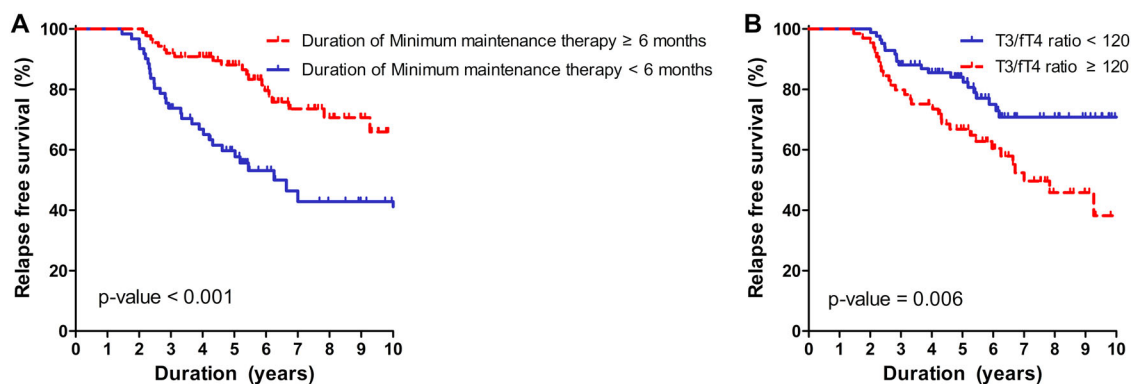 A
Relapse free survival (%)
100
80
60
40
20
0
Duration of Minimum maintenance therapy ≥ 6 months
Duration of Minimum maintenance therapy < 6 months
p-value < 0.001
0 1 2 3 4 5 6 7 8 9 10
Duration (years)
B
Relapse free survival (%)
100
80
60
40
20
0
T3/fT4 ratio < 120
T3/fT4 ratio ≥ 120
p-value = 0.006
0 1 2 3 4 5 6 7 8 9 10
Duration (years)